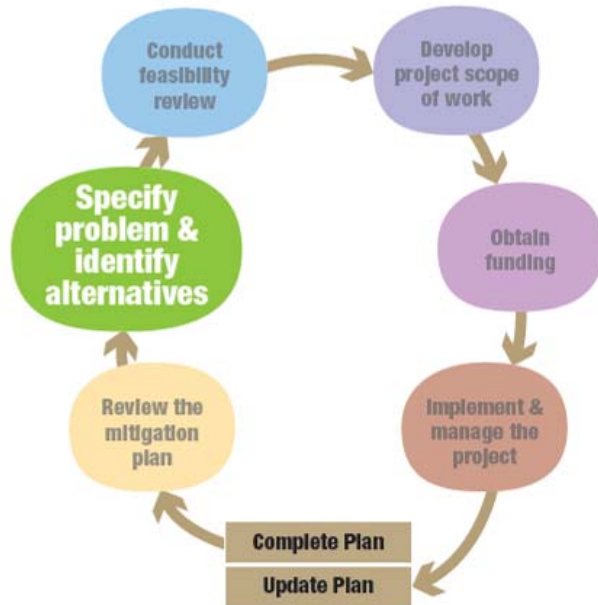 Conduct
feasibility
review
Develop
project scope
of work
Specify
problem &
identify
alternatives
Obtain
funding
Review the
mitigation
plan
Implement &
manage the
project
Complete Plan
Update Plan